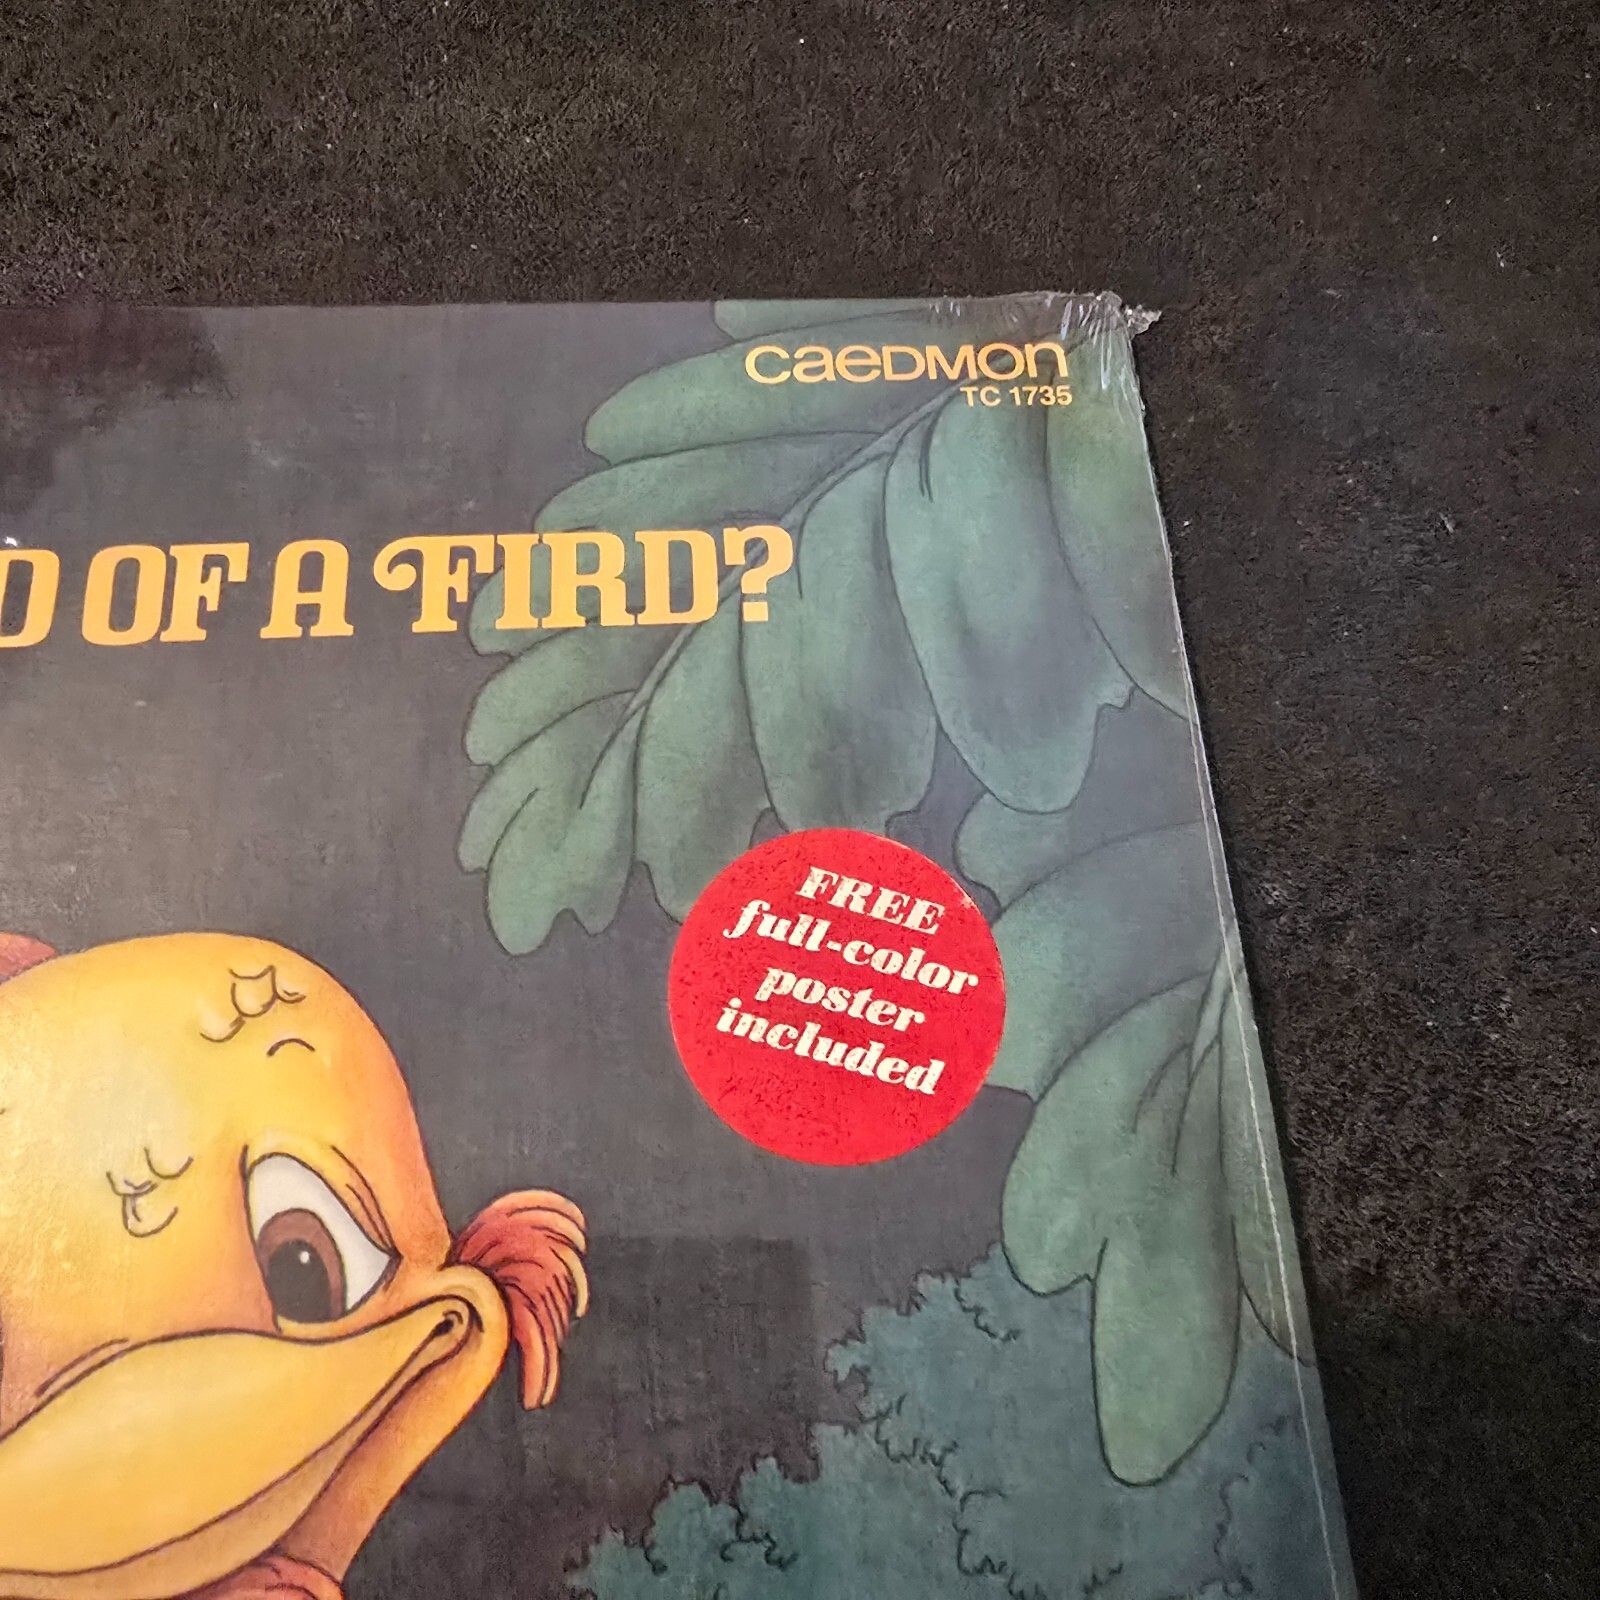 CAEDMON
TC 1735
D OF A FIRD?
FREE
full-color
poster
included